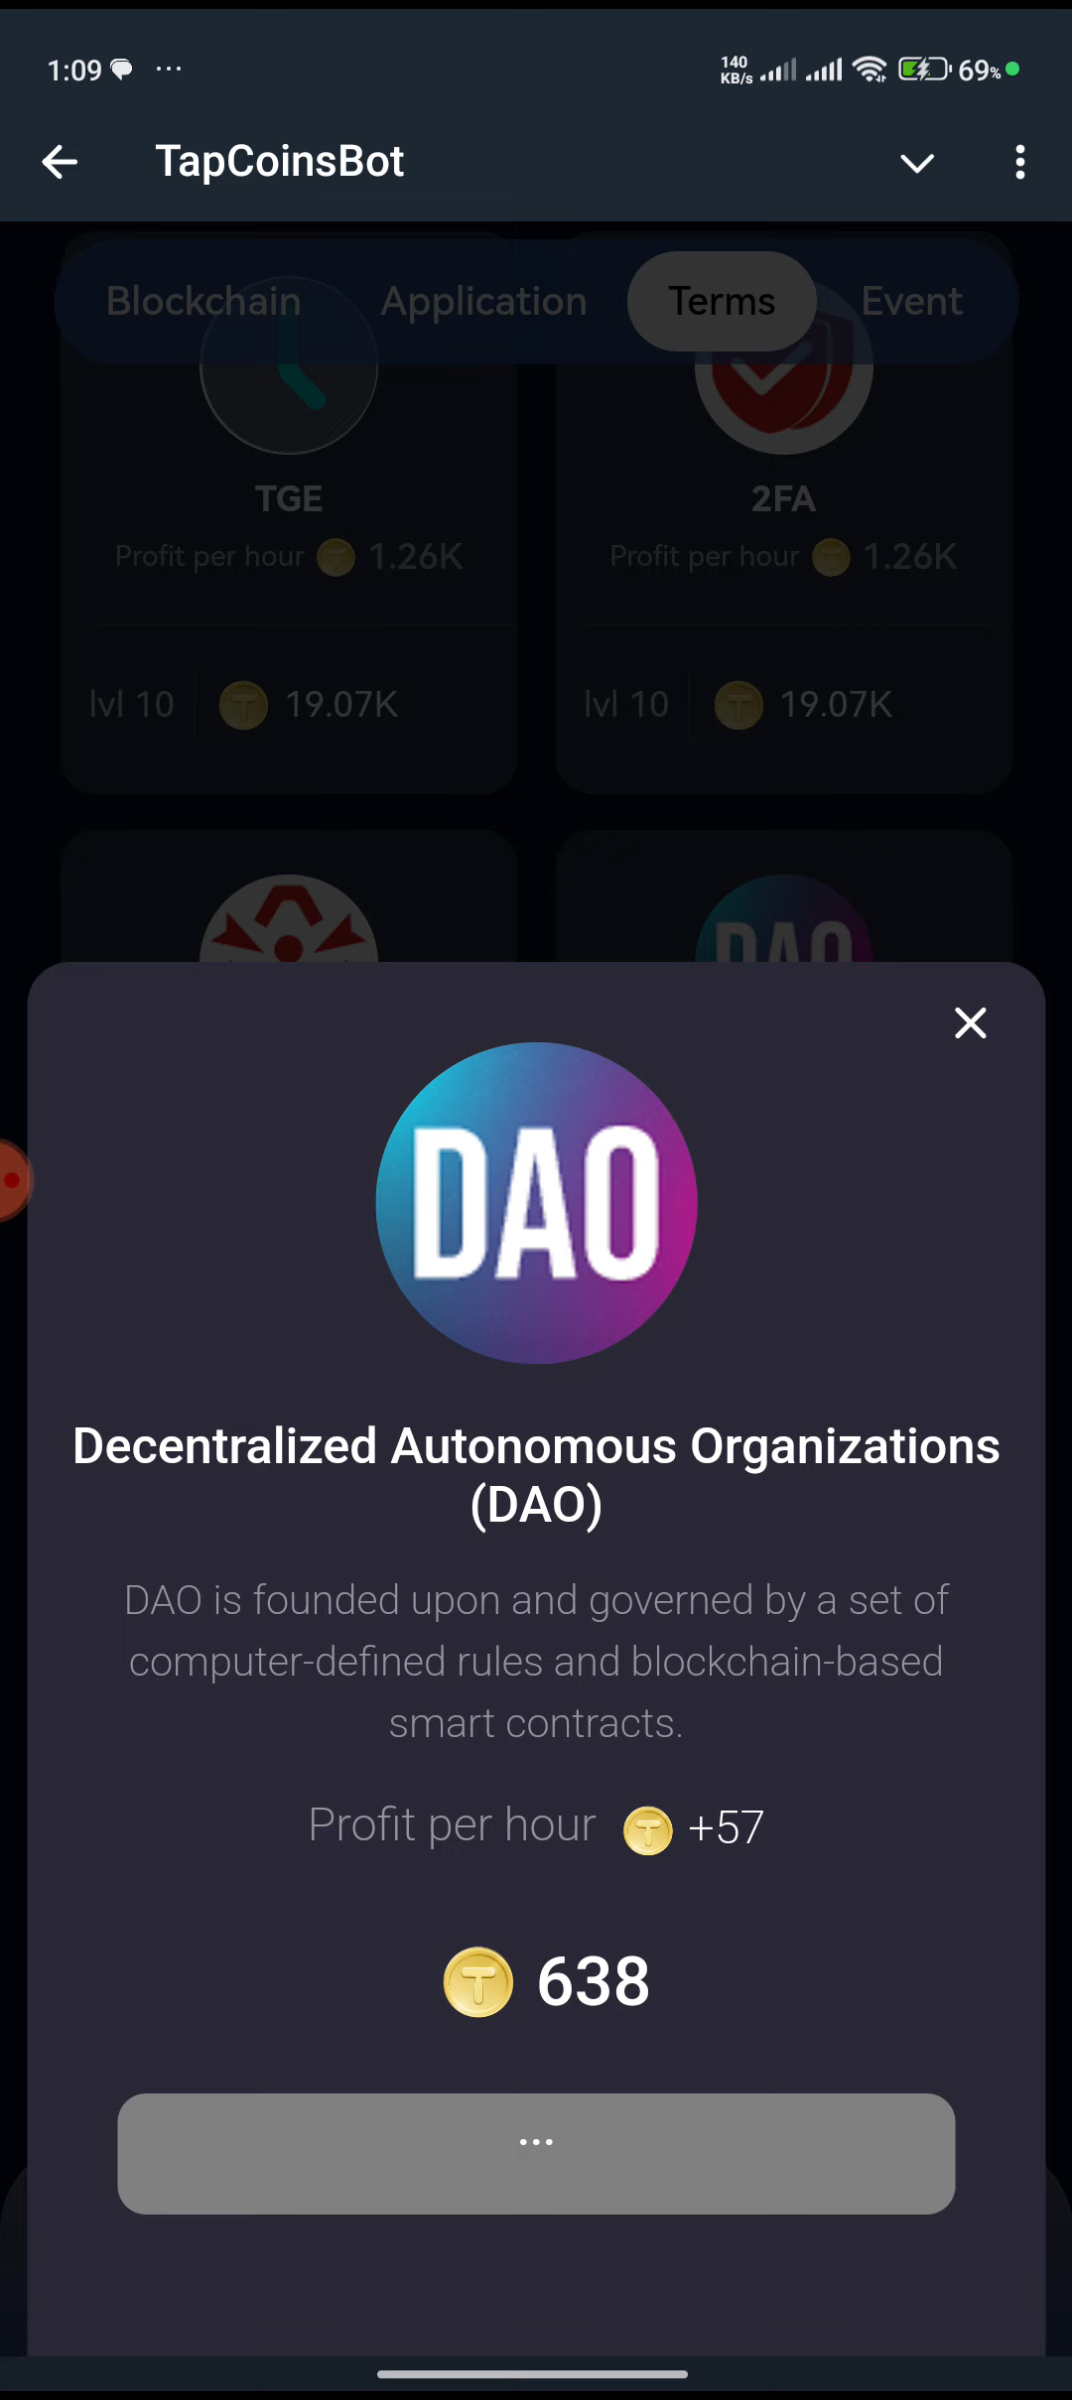 1:09 ... 140 KB/s 69%
TapCoinsBot
Blockchain Application Terms Event
TGE 2FA
Profit per hour 1.26K Profit per hour 1.26K
lvl 10 19.07K lvl 10 19.07K
DAO
DAO
Decentralized Autonomous Organizations
(DAO)
DAO is founded upon and governed by a set of
computer-defined rules and blockchain-based
smart contracts.
Profit per hour +57
638
...